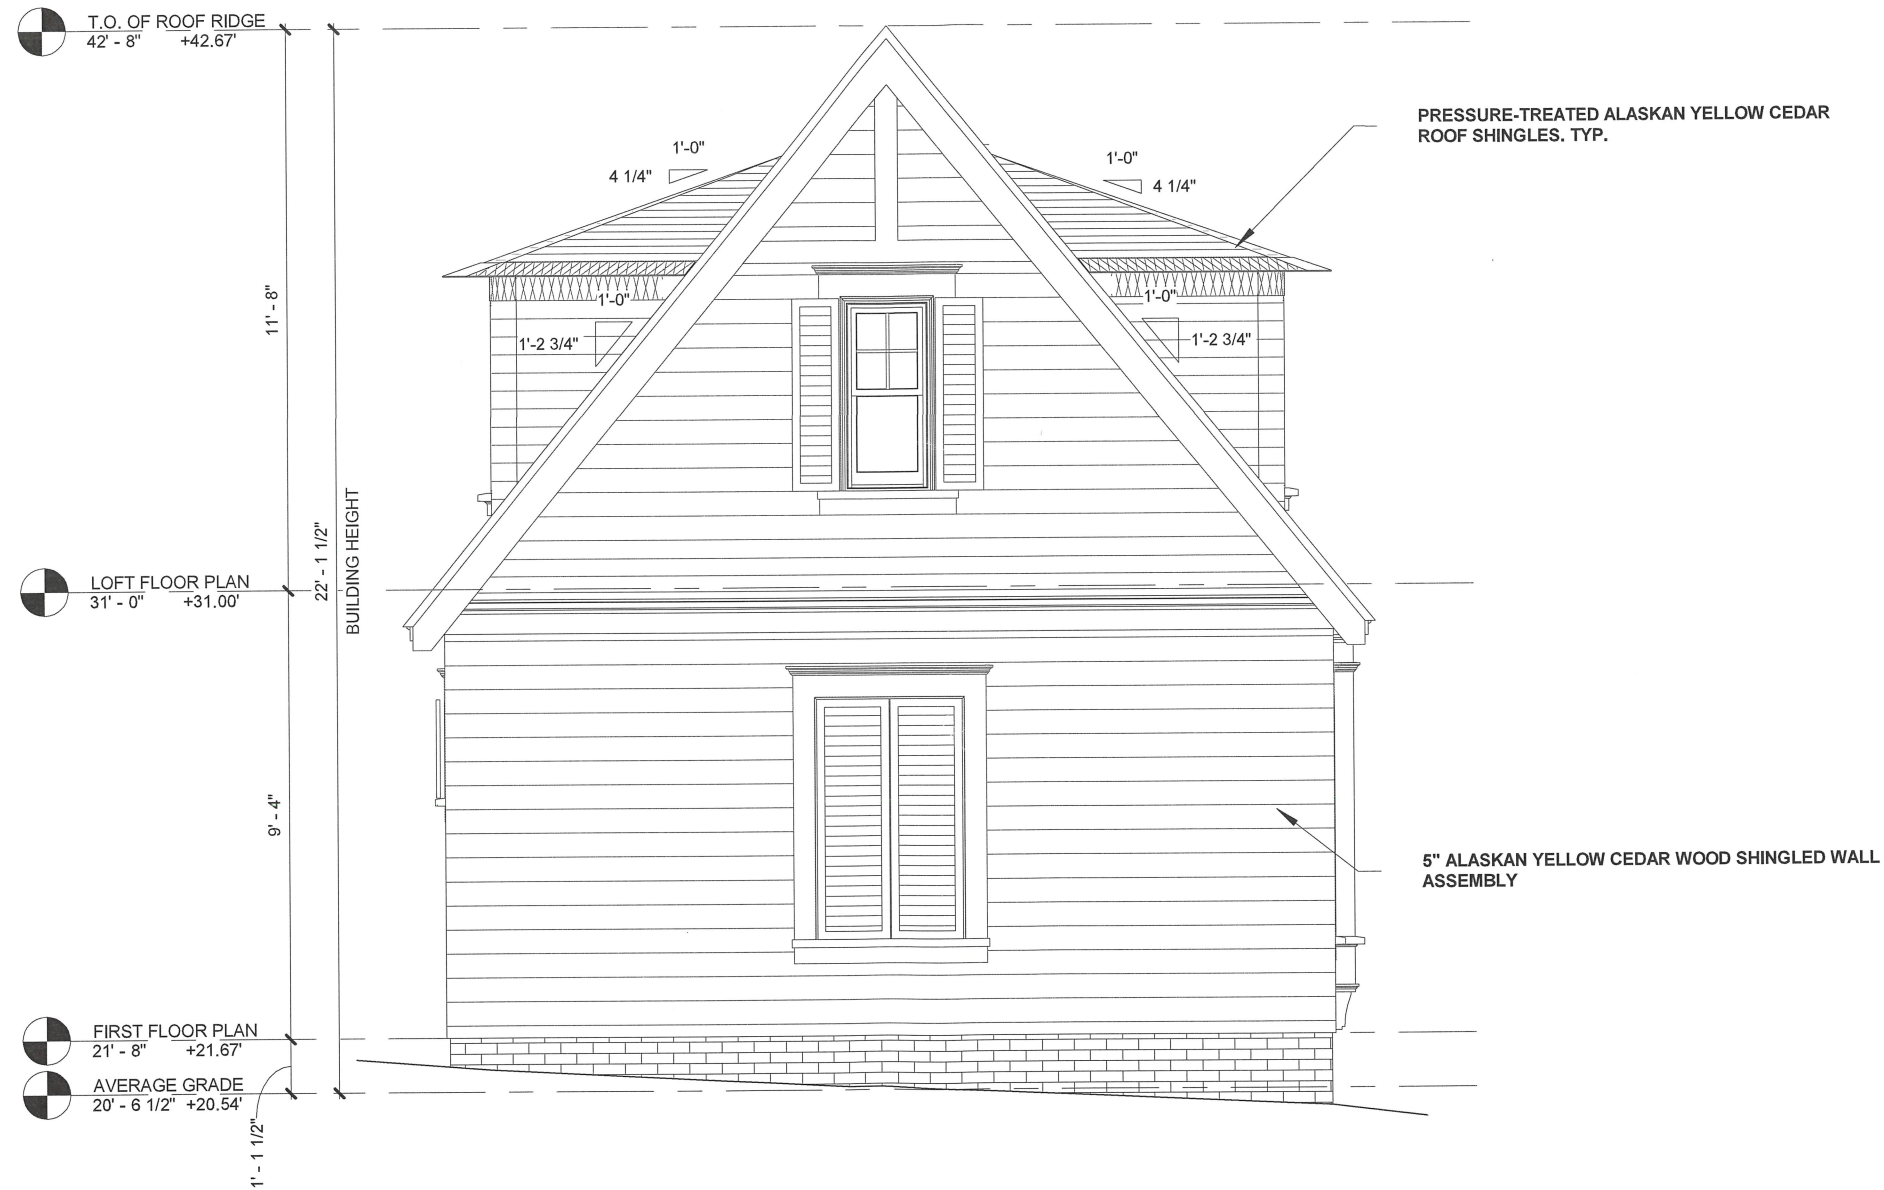 T.O. OF ROOF RIDGE
42' - 8" +42.67'
PRESSURE-TREATED ALASKAN YELLOW CEDAR
ROOF SHINGLES. TYP.
1'-0"
4 1/4"
1'-0"
4 1/4"
11' - 8"
1'-0"
1'-2 3/4"
1'-0"
1'-2 3/4"
22' - 1 1/2"
BUILDING HEIGHT
LOFT FLOOR PLAN
31' - 0" +31.00'
9' - 4"
5" ALASKAN YELLOW CEDAR WOOD SHINGLED WALL
ASSEMBLY
FIRST FLOOR PLAN
21' - 8" +21.67'
AVERAGE GRADE
20' - 6 1/2" +20.54'
1' - 1 1/2"